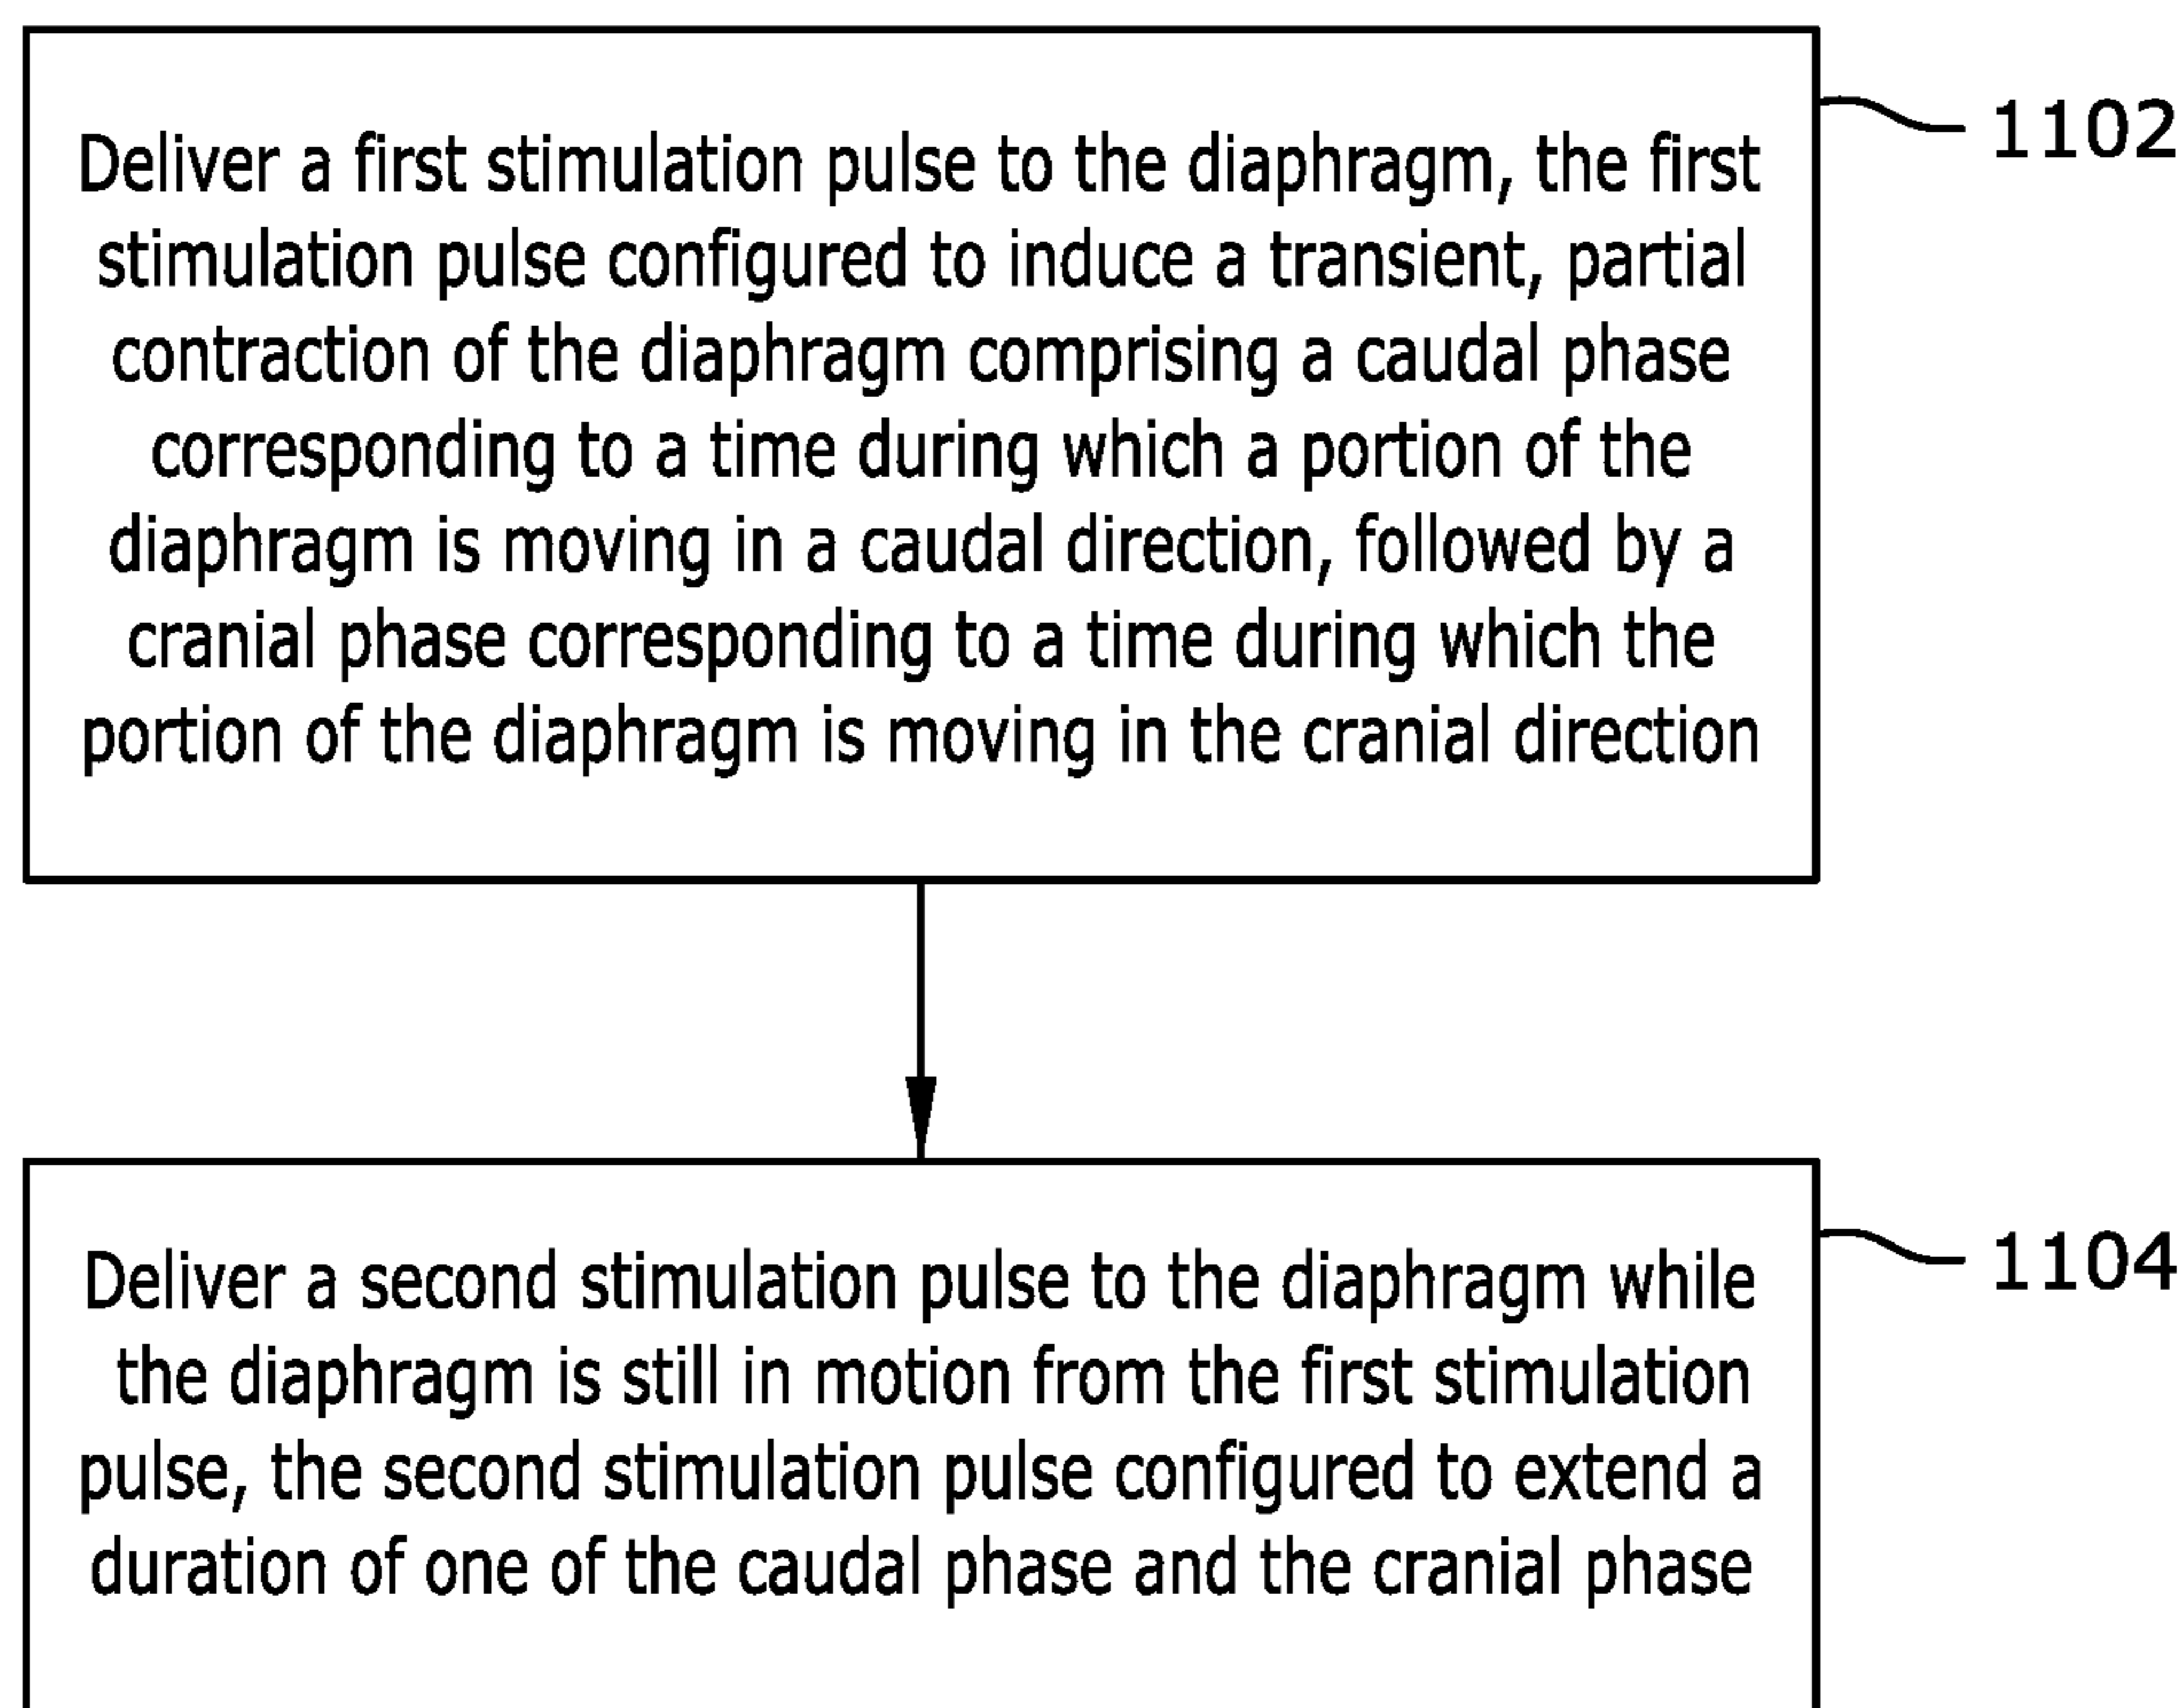 Deliver a first stimulation pulse to the diaphragm, the first
stimulation pulse configured to induce a transient, partial
contraction of the diaphragm comprising a caudal phase
corresponding to a time during which a portion of the
diaphragm is moving in a caudal direction, followed by a
cranial phase corresponding to a time during which the
portion of the diaphragm is moving in the cranial direction
1102
Deliver a second stimulation pulse to the diaphragm while
the diaphragm is still in motion from the first stimulation
pulse, the second stimulation pulse configured to extend a
duration of one of the caudal phase and the cranial phase
1104